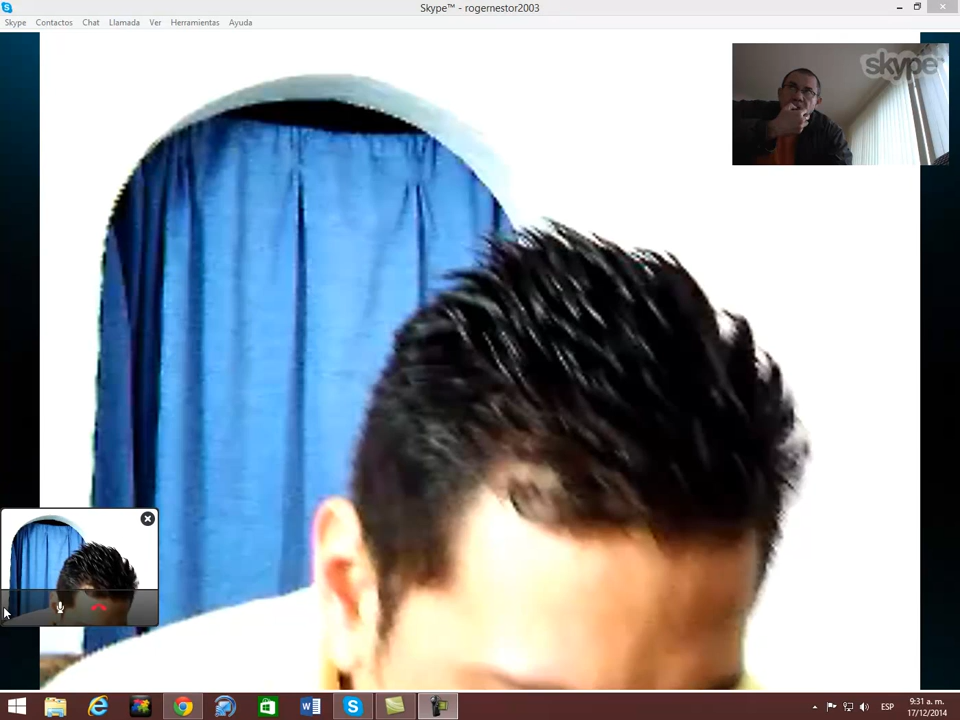 Skype™ - rogernestor2003
Skype Contactos Chat Llamada Ver Herramientas Ayuda
skype
ESP
9:31 a. m.
17/12/2014